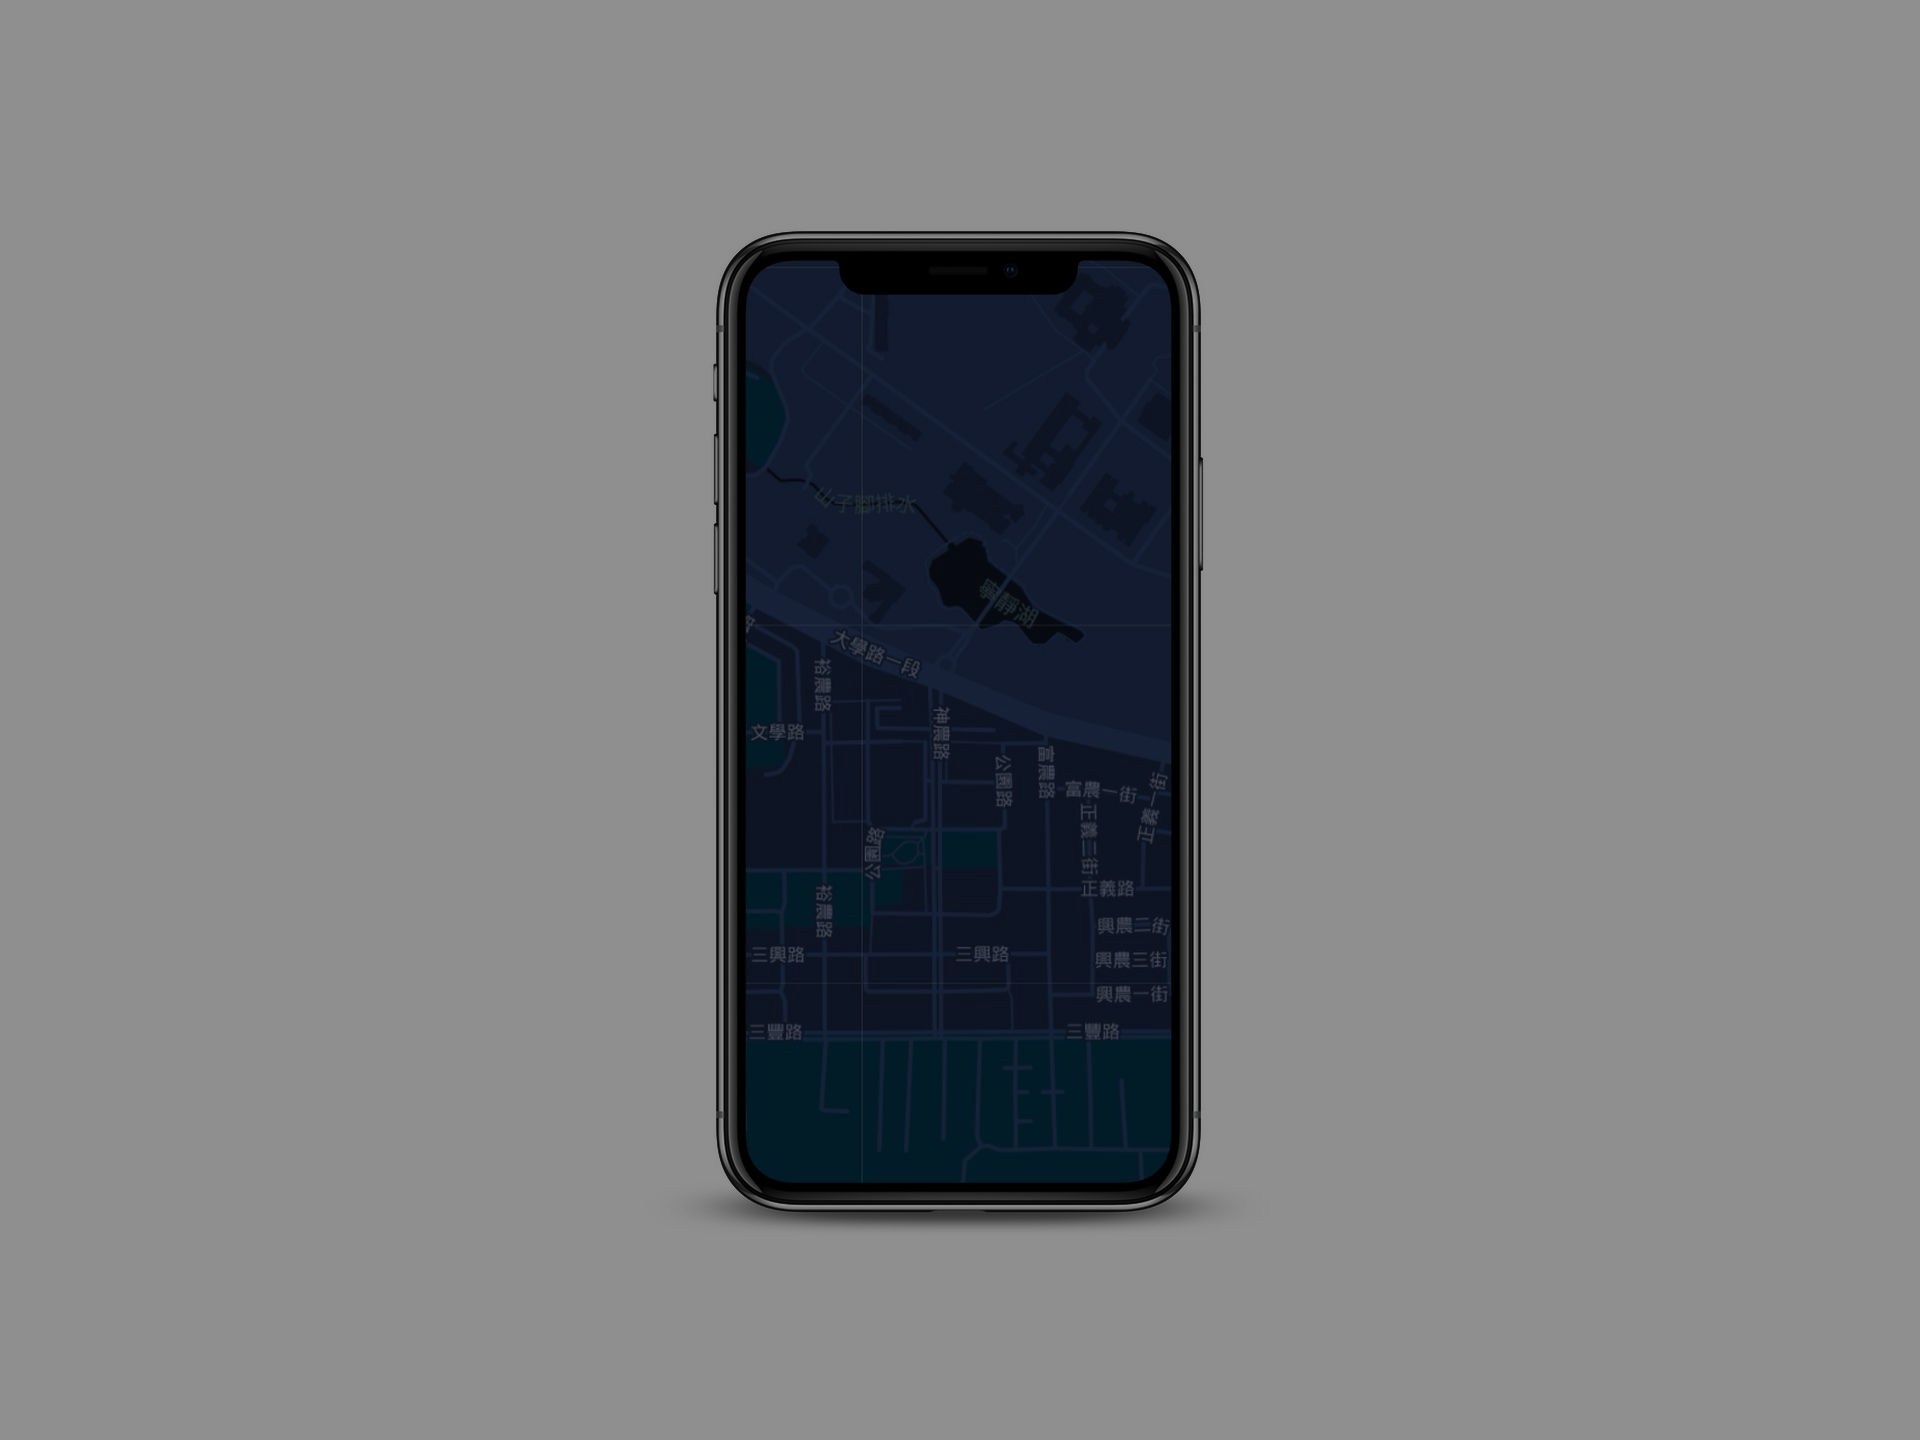 山子腳排水
寧靜湖
大學路一段
裕農路
神農路
文學路
富農路
公園路
富農一街
正義一街
正義二街
公園路
正義路
裕農路
興農二街
三興路
三興路
興農三街
興農一街
三豐路
三豐路